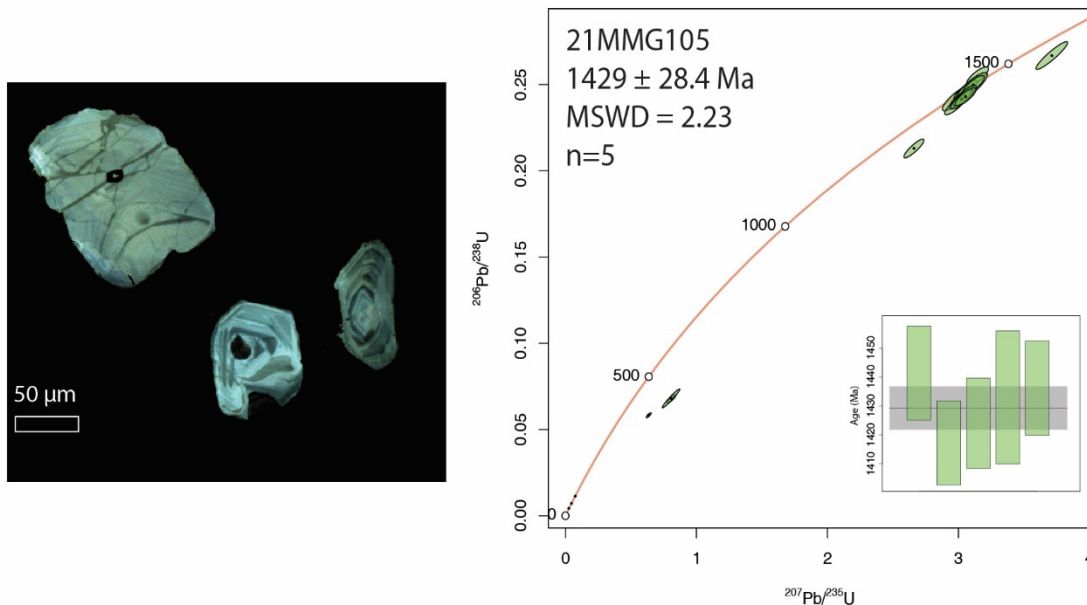 50 µm
21MMG105
1429 ± 28.4 Ma
MSWD = 2.23
n=5
1500
1000
500
0
0.25
0.20
0.15
0.10
0.05
0.00
²⁰⁶Pb/²³⁸U
0
1
2
3
4
²⁰⁷Pb/²³⁵U
Age (Ma)
1450
1440
1430
1420
1410